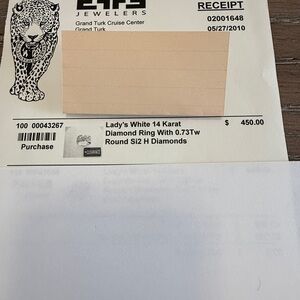 JEWELERS
RECEIPT
Grand Turk Cruise Center
02001648
Grand Turk
05/27/2010
100 00043267
Lady's White 14 Karat
$ 450.00
Diamond Ring With 0.73Tw
Purchase
Round Si2 H Diamonds